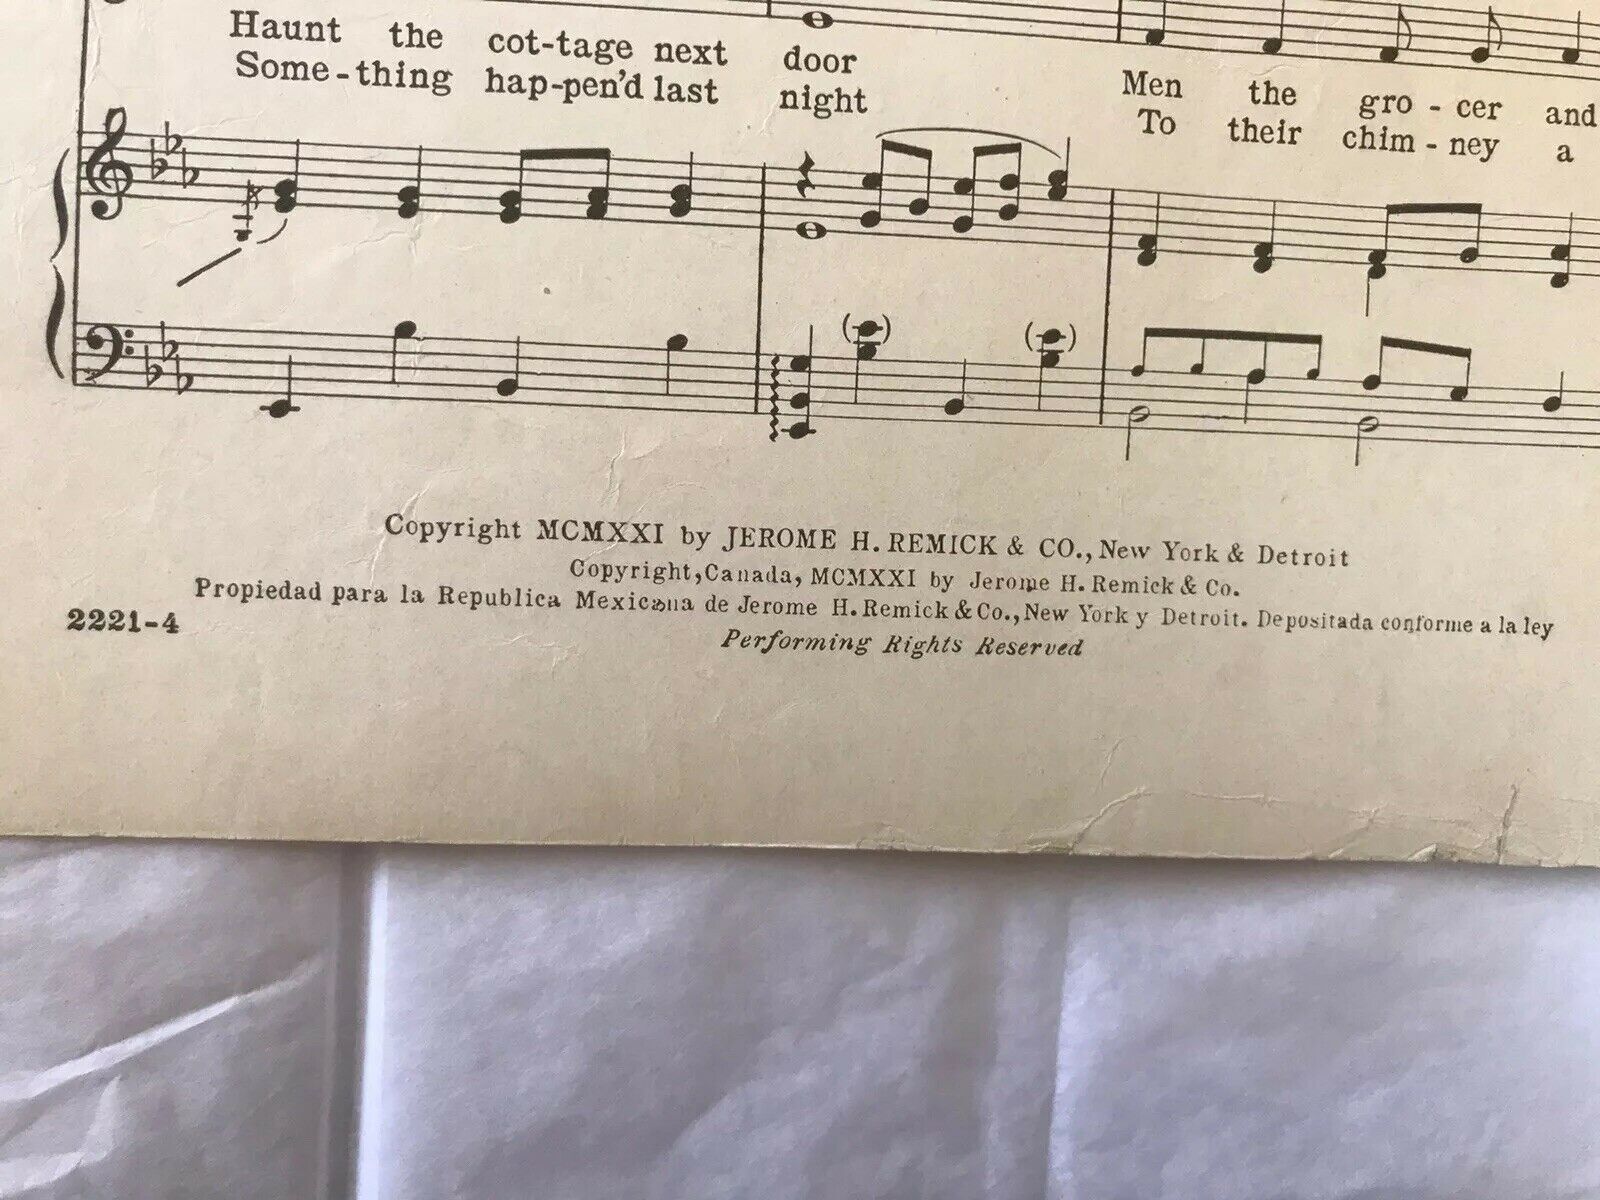 Haunt the cot-tage next door
Some-thing hap-pen'd last night
Men the gro-cer and
To their chim-ney a
Copyright MCMXXI by JEROME H. REMICK & CO., New York & Detroit
Copyright, Canada, MCMXXI by Jerome H. Remick & Co.
Propiedad para la Republica Mexicana de Jerome H. Remick & Co., New York y Detroit. Depositada conforme a la ley
2221-4
Performing Rights Reserved